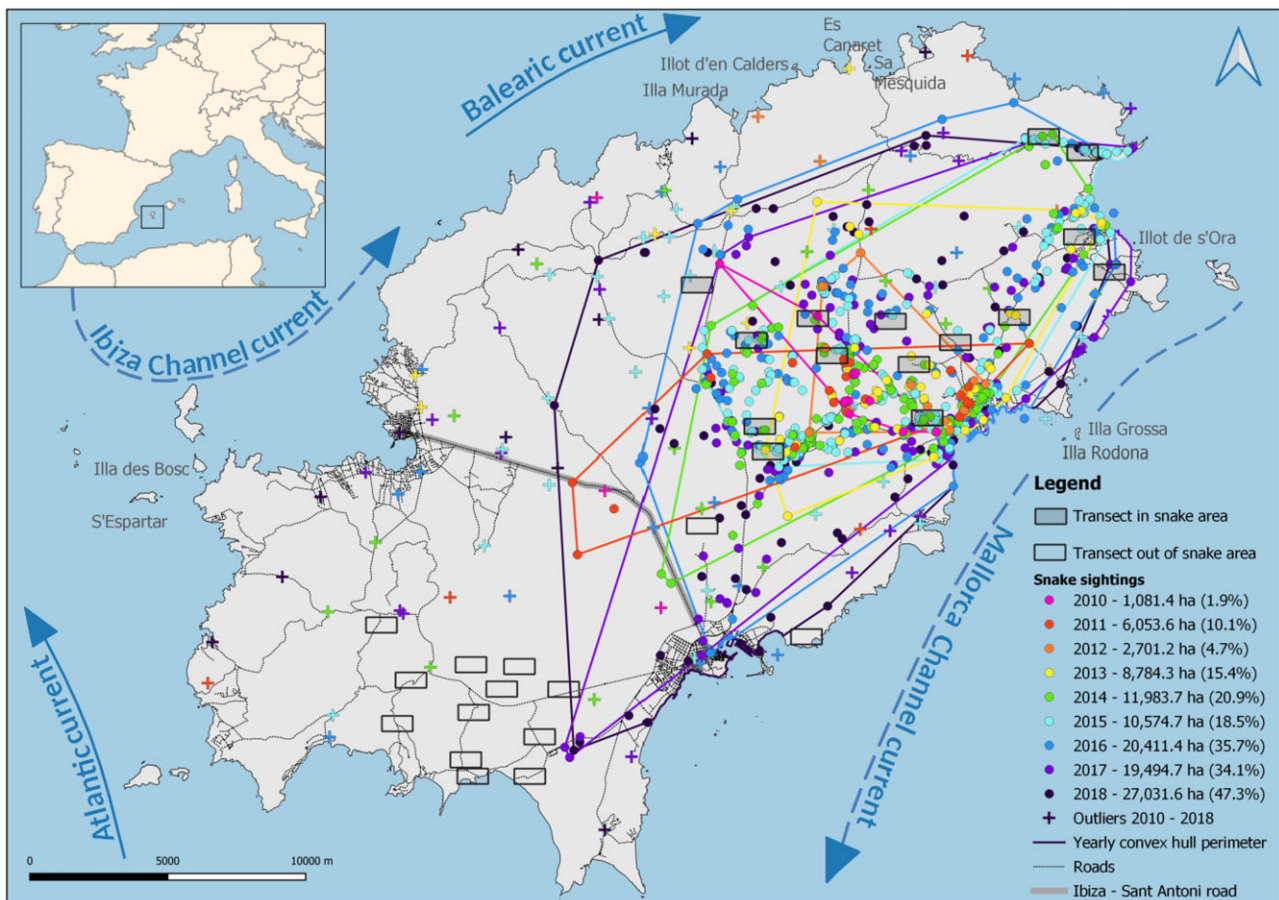 Balearic current
Es
Canaret
Sa
Mesquida
Illot d'en Calders
Illa Murada
Illot de s'Ora
Ibiza Channel current
Illa Grossa
Illa Rodona
Illa des Bosc
S'Espartar
Mallorca Channel current
Atlantic current
Legend
Transect in snake area
Transect out of snake area
Snake sightings
2010 - 1,081.4 ha (1.9%)
2011 - 6,053.6 ha (10.1%)
2012 - 2,701.2 ha (4.7%)
2013 - 8,784.3 ha (15.4%)
2014 - 11,983.7 ha (20.9%)
2015 - 10,574.7 ha (18.5%)
2016 - 20,411.4 ha (35.7%)
2017 - 19,494.7 ha (34.1%)
2018 - 27,031.6 ha (47.3%)
Outliers 2010 - 2018
Yearly convex hull perimeter
Roads
Ibiza - Sant Antoni road
0 5000 10000 m